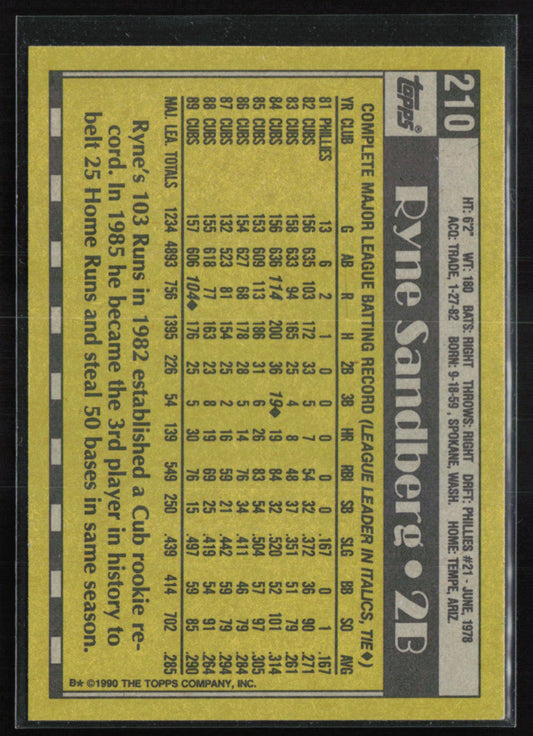 210
topps®
HT: 6'2" WT: 180 BATS: RIGHT THROWS: RIGHT DRFT: PHILLIES #21 - JUNE, 1978
ACQ: TRADE, 1-27-82 BORN: 9-18-59 , SPOKANE, WASH. HOME: TEMPE, ARIZ.
Ryne Sandberg • 2B
COMPLETE MAJOR LEAGUE BATTING RECORD (LEAGUE LEADER IN ITALICS, TIE◆)
YR CLUB G AB R H 2B 3B HR RBI SB SLG BB SO AVG
81 PHILLIES 13 6 2 1 0 0 0 0 0 .167 0 1 .167
82 CUBS 156 635 103 172 33 5 7 54 32 .372 36 90 .271
83 CUBS 158 633 94 165 25 4 8 48 37 .351 51 79 .261
84 CUBS 156 636 114 200 36 19◆ 19 84 32 .520 52 101 .314
85 CUBS 153 609 113 186 31 6 26 83 54 .504 57 97 .305
86 CUBS 154 627 68 178 28 5 14 76 34 .411 46 79 .284
87 CUBS 132 523 81 154 25 2 16 59 21 .442 59 79 .294
88 CUBS 155 618 77 163 23 8 19 69 25 .419 54 91 .264
89 CUBS 157 606 104◆ 176 25 5 30 76 15 .497 59 85 .290
MAJ. LEA. TOTALS 1234 4893 756 1395 226 54 139 549 250 .439 414 702 .285
Ryne's 103 Runs in 1982 established a Cub rookie re-
cord. In 1985 he became the 3rd player in history to
belt 25 Home Runs and steal 50 bases in same season.
B* ©1990 THE TOPPS COMPANY, INC.